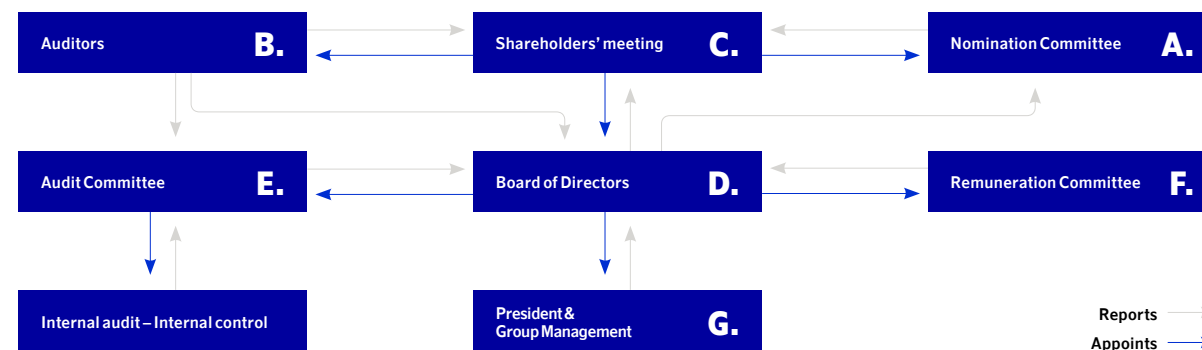 Auditors B.
Shareholders’ meeting C.
Nomination Committee A.
Audit Committee E.
Board of Directors D.
Remuneration Committee F.
Internal audit – Internal control
President &
Group Management G.
Reports
Appoints